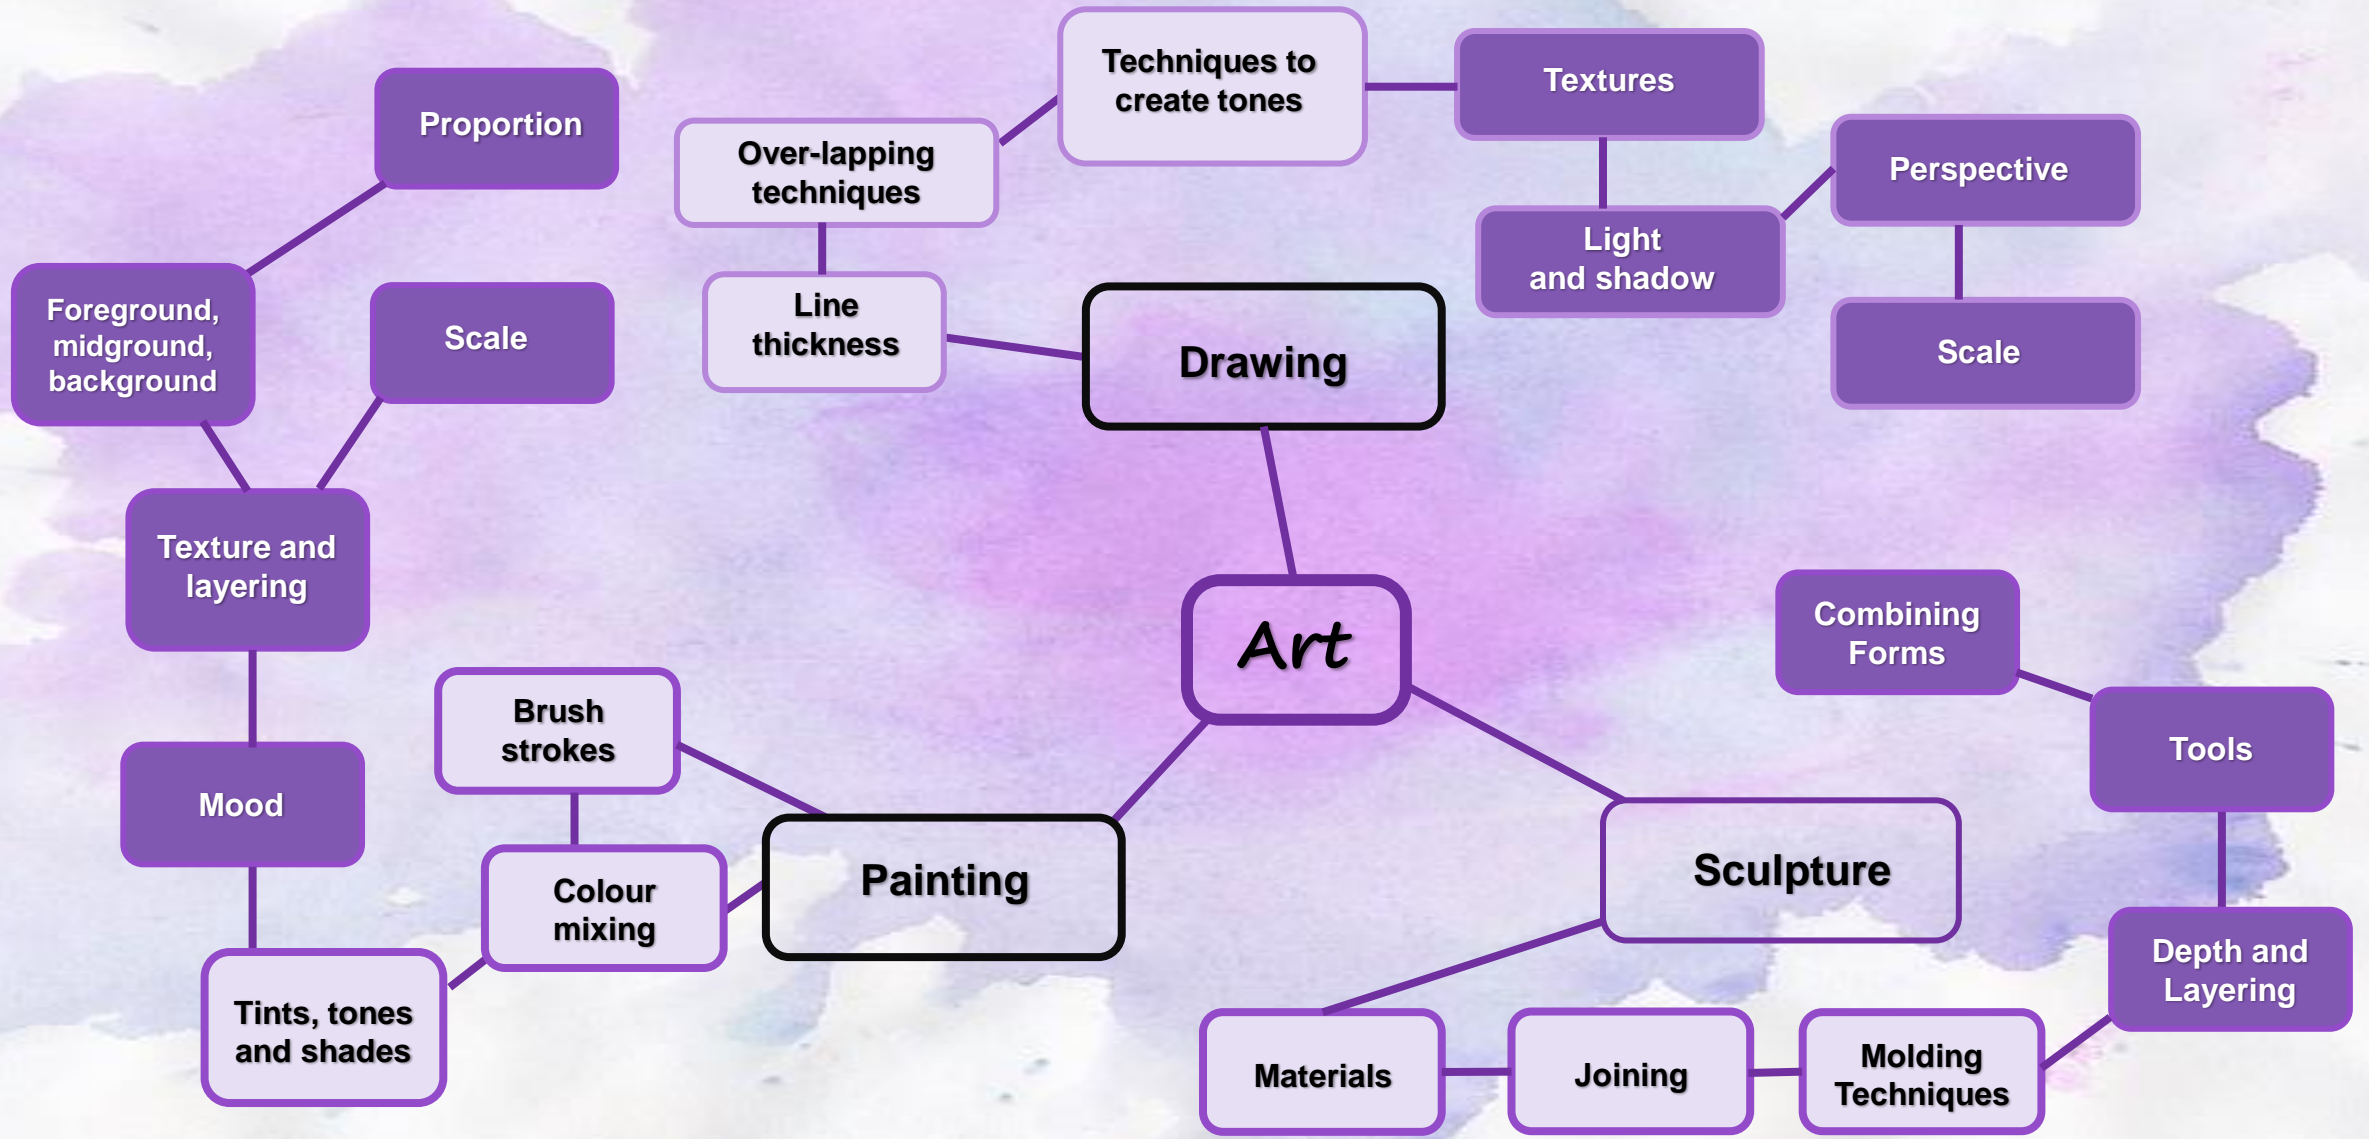 Techniques to
create tones
Textures
Proportion
Over-lapping
techniques
Perspective
Light
and shadow
Foreground,
midground,
background
Scale
Line
thickness
Drawing
Scale
Texture and
layering
Art
Combining
Forms
Brush
strokes
Tools
Mood
Colour
mixing
Painting
Sculpture
Depth and
Layering
Tints, tones
and shades
Materials
Joining
Molding
Techniques